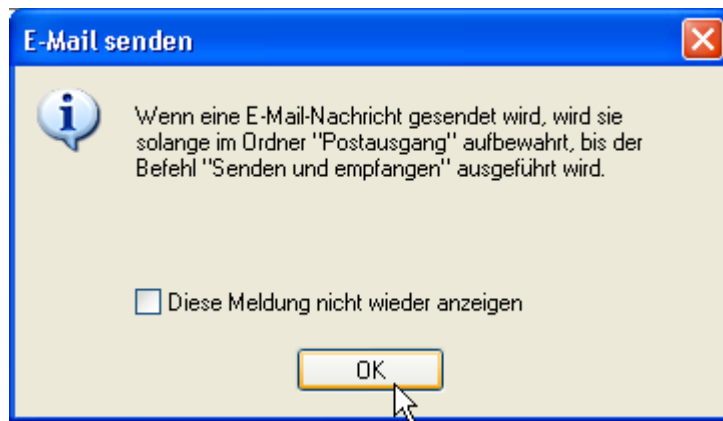 E-Mail senden
Wenn eine E-Mail-Nachricht gesendet wird, wird sie
solange im Ordner "Postausgang" aufbewahrt, bis der
Befehl "Senden und empfangen" ausgeführt wird.
Diese Meldung nicht wieder anzeigen
OK